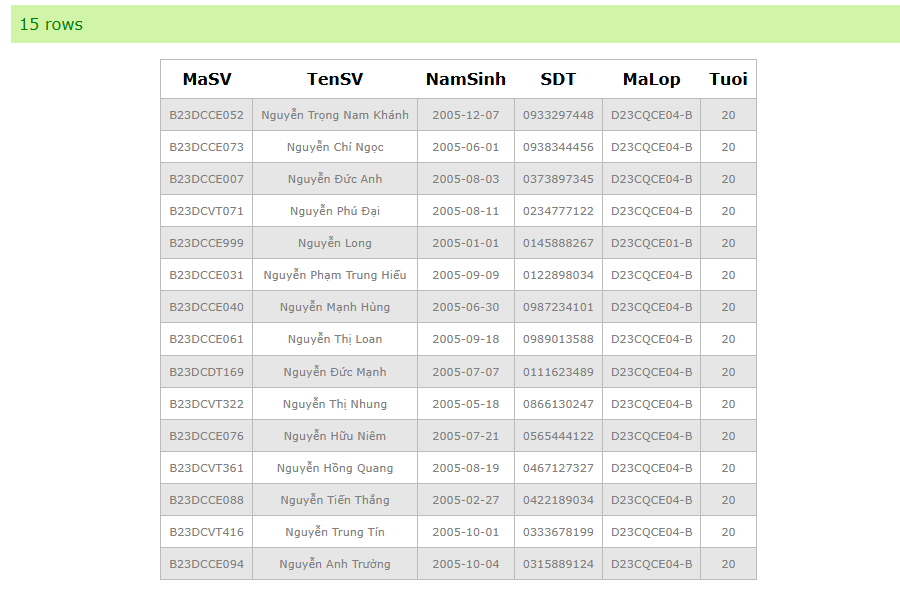 15 rows
MaSV TenSV NamSinh SDT MaLop Tuoi
B23DCCE052 Nguyễn Trọng Nam Khánh 2005-12-07 0933297448 D23CQCE04-B 20
B23DCCE073 Nguyễn Chí Ngọc 2005-06-01 0938344456 D23CQCE04-B 20
B23DCCE007 Nguyễn Đức Anh 2005-08-03 0373897345 D23CQCE04-B 20
B23DCVT071 Nguyễn Phú Đại 2005-08-11 0234777122 D23CQCE04-B 20
B23DCCE999 Nguyễn Long 2005-01-01 0145888267 D23CQCE01-B 20
B23DCCE031 Nguyễn Phạm Trung Hiếu 2005-09-09 0122898034 D23CQCE04-B 20
B23DCCE040 Nguyễn Mạnh Hùng 2005-06-30 0987234101 D23CQCE04-B 20
B23DCCE061 Nguyễn Thị Loan 2005-09-18 0989013588 D23CQCE04-B 20
B23DCDT169 Nguyễn Đức Mạnh 2005-07-07 0111623489 D23CQCE04-B 20
B23DCVT322 Nguyễn Thị Nhung 2005-05-18 0866130247 D23CQCE04-B 20
B23DCCE076 Nguyễn Hữu Niêm 2005-07-21 0565444122 D23CQCE04-B 20
B23DCVT361 Nguyễn Hồng Quang 2005-08-19 0467127327 D23CQCE04-B 20
B23DCCE088 Nguyễn Tiến Thắng 2005-02-27 0422189034 D23CQCE04-B 20
B23DCVT416 Nguyễn Trung Tín 2005-10-01 0333678199 D23CQCE04-B 20
B23DCCE094 Nguyễn Anh Trường 2005-10-04 0315889124 D23CQCE04-B 20